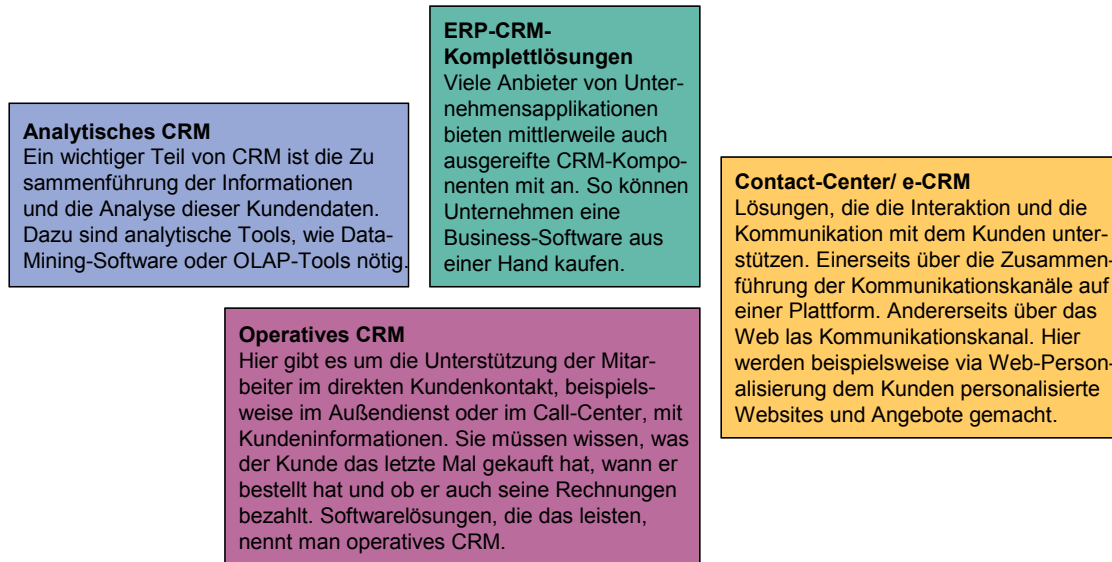 ERP-CRM-
Komplettlösungen
Viele Anbieter von Unter-
nehmensapplikationen
bieten mittlerweile auch
ausgereifte CRM-Kompo-
nenten mit an. So können
Unternehmen eine
Business-Software aus
einer Hand kaufen.
Analytisches CRM
Ein wichtiger Teil von CRM ist die Zu
sammenführung der Informationen
und die Analyse dieser Kundendaten.
Dazu sind analytische Tools, wie Data-
Mining-Software oder OLAP-Tools nötig.
Contact-Center/ e-CRM
Lösungen, die die Interaktion und die
Kommunikation mit dem Kunden unter-
stützen. Einerseits über die Zusammen-
führung der Kommunikationskanäle auf
einer Plattform. Andererseits über das
Web las Kommunikationskanal. Hier
werden beispielsweise via Web-Person-
alisierung dem Kunden personalisierte
Websites und Angebote gemacht.
Operatives CRM
Hier gibt es um die Unterstützung der Mitar-
beiter im direkten Kundenkontakt, beispiels-
weise im Außendienst oder im Call-Center, mit
Kundeninformationen. Sie müssen wissen, was
der Kunde das letzte Mal gekauft hat, wann er
bestellt hat und ob er auch seine Rechnungen
bezahlt. Softwarelösungen, die das leisten,
nennt man operatives CRM.